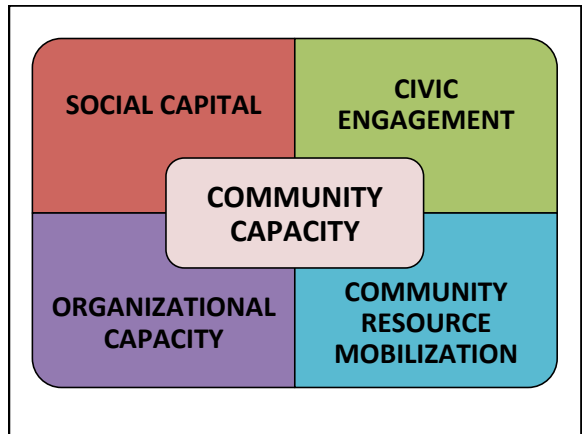 SOCIAL CAPITAL
CIVIC
ENGAGEMENT
COMMUNITY
CAPACITY
ORGANIZATIONAL
CAPACITY
COMMUNITY
RESOURCE
MOBILIZATION